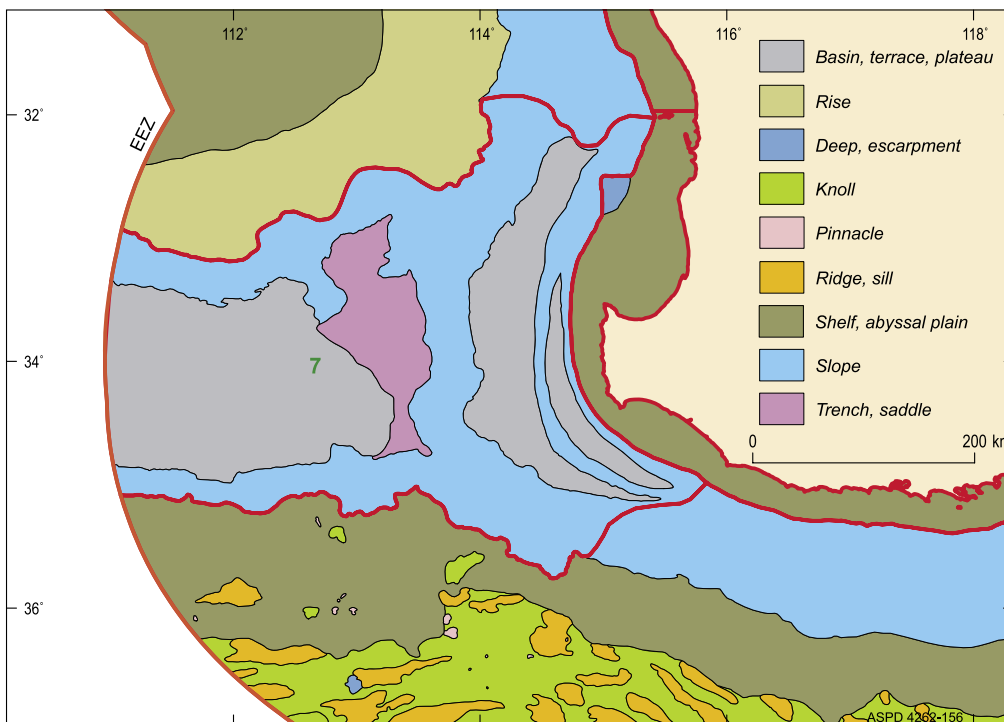 112˚
114˚
116˚
118˚
32˚
34˚
36˚
EEZ
7
Basin, terrace, plateau
Rise
Deep, escarpment
Knoll
Pinnacle
Ridge, sill
Shelf, abyssal plain
Slope
Trench, saddle
0
200 k
ASPD 4262-156